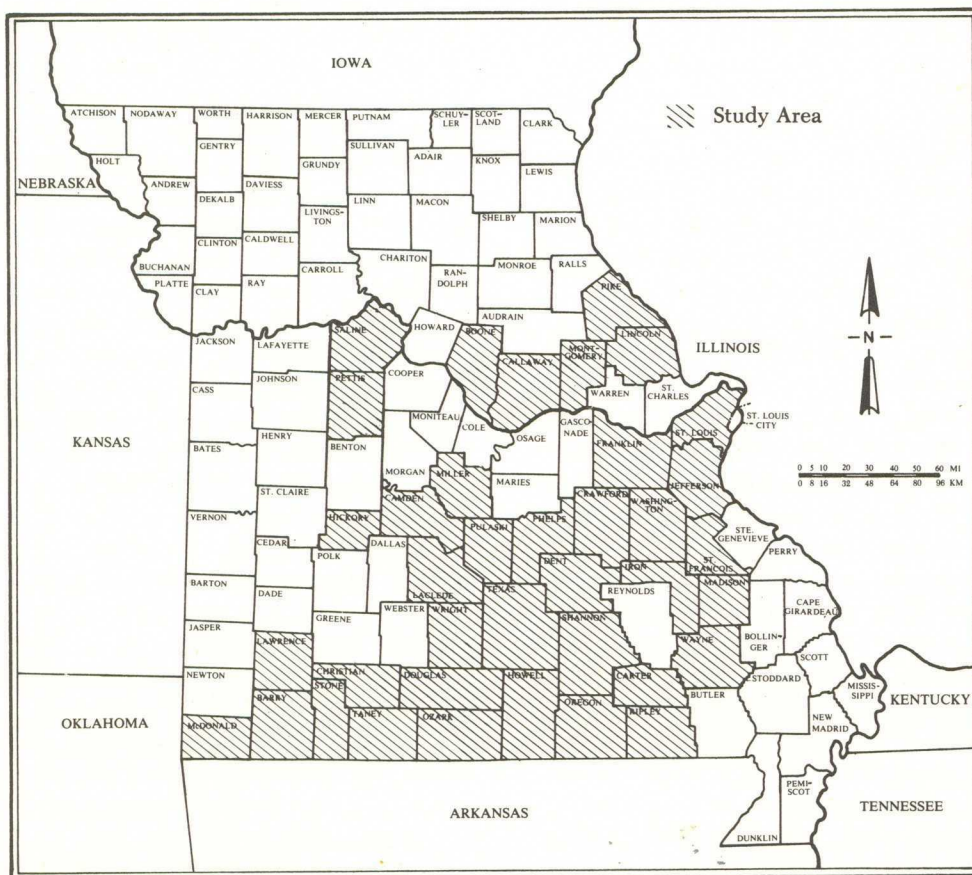 IOWA
Study Area
ATCHISON
NODAWAY
WORTH
HARRISON
MERCER
PUTNAM
SCHUY-
LER
SCOT-
LAND
CLARK
GENTRY
SULLIVAN
ADAIR
HOLT
GRUNDY
KNOX
LEWIS
NEBRASKA
ANDREW
DAVIESS
DEKALB
LIVINGS-
TON
LINN
MACON
SHELBY
MARION
CLINTON
CALDWELL
CHARITON
BUCHANAN
CARROLL
RAN-
DOLPH
MONROE
RALLS
PLATTE
CLAY
RAY
PIKE
AUDRAIN
HOWARD
SALINE
BOONE
LINCOLN
JACKSON
LAFAYETTE
MONT-
GOMERY
ILLINOIS
N
CALLAWAY
COOPER
JOHNSON
PETTIS
CASS
WARREN
ST.
CHARLES
MONITEAU
COLE
GASCO-
NADE
ST. LOUIS
CITY
KANSAS
HENRY
OSAGE
FRANKLIN
ST. LOUIS
BATES
BENTON
MORGAN
MILLER
MARIES
0 5 10 20 30 40 50 60 MI
0 8 16 32 48 64 80 96 KM
ST. CLAIRE
CAMDEN
CRAWFORD
WASHING-
TON
JEFFERSON
VERNON
HICKORY
PULASKI
PHELPS
STE.
GENEVIEVE
CEDAR
DALLAS
POLK
PERRY
DENT
IRON
ST.
FRANCOIS
BARTON
LACLEDE
TEXAS
REYNOLDS
MADISON
DADE
WEBSTER
WRIGHT
CAPE
GIRARDEAU
GREENE
SHANNON
JASPER
LAWRENCE
WAYNE
BOLLIN-
GER
SCOTT
CHRISTIAN
DOUGLAS
HOWELL
CARTER
NEWTON
STONE
STODDARD
MISSIS-
SIPPI
KENTUCKY
BARRY
OREGON
BUTLER
OKLAHOMA
TANEY
OZARK
RIPLEY
NEW
MADRID
McDONALD
PEMI-
SCOT
ARKANSAS
TENNESSEE
DUNKLIN